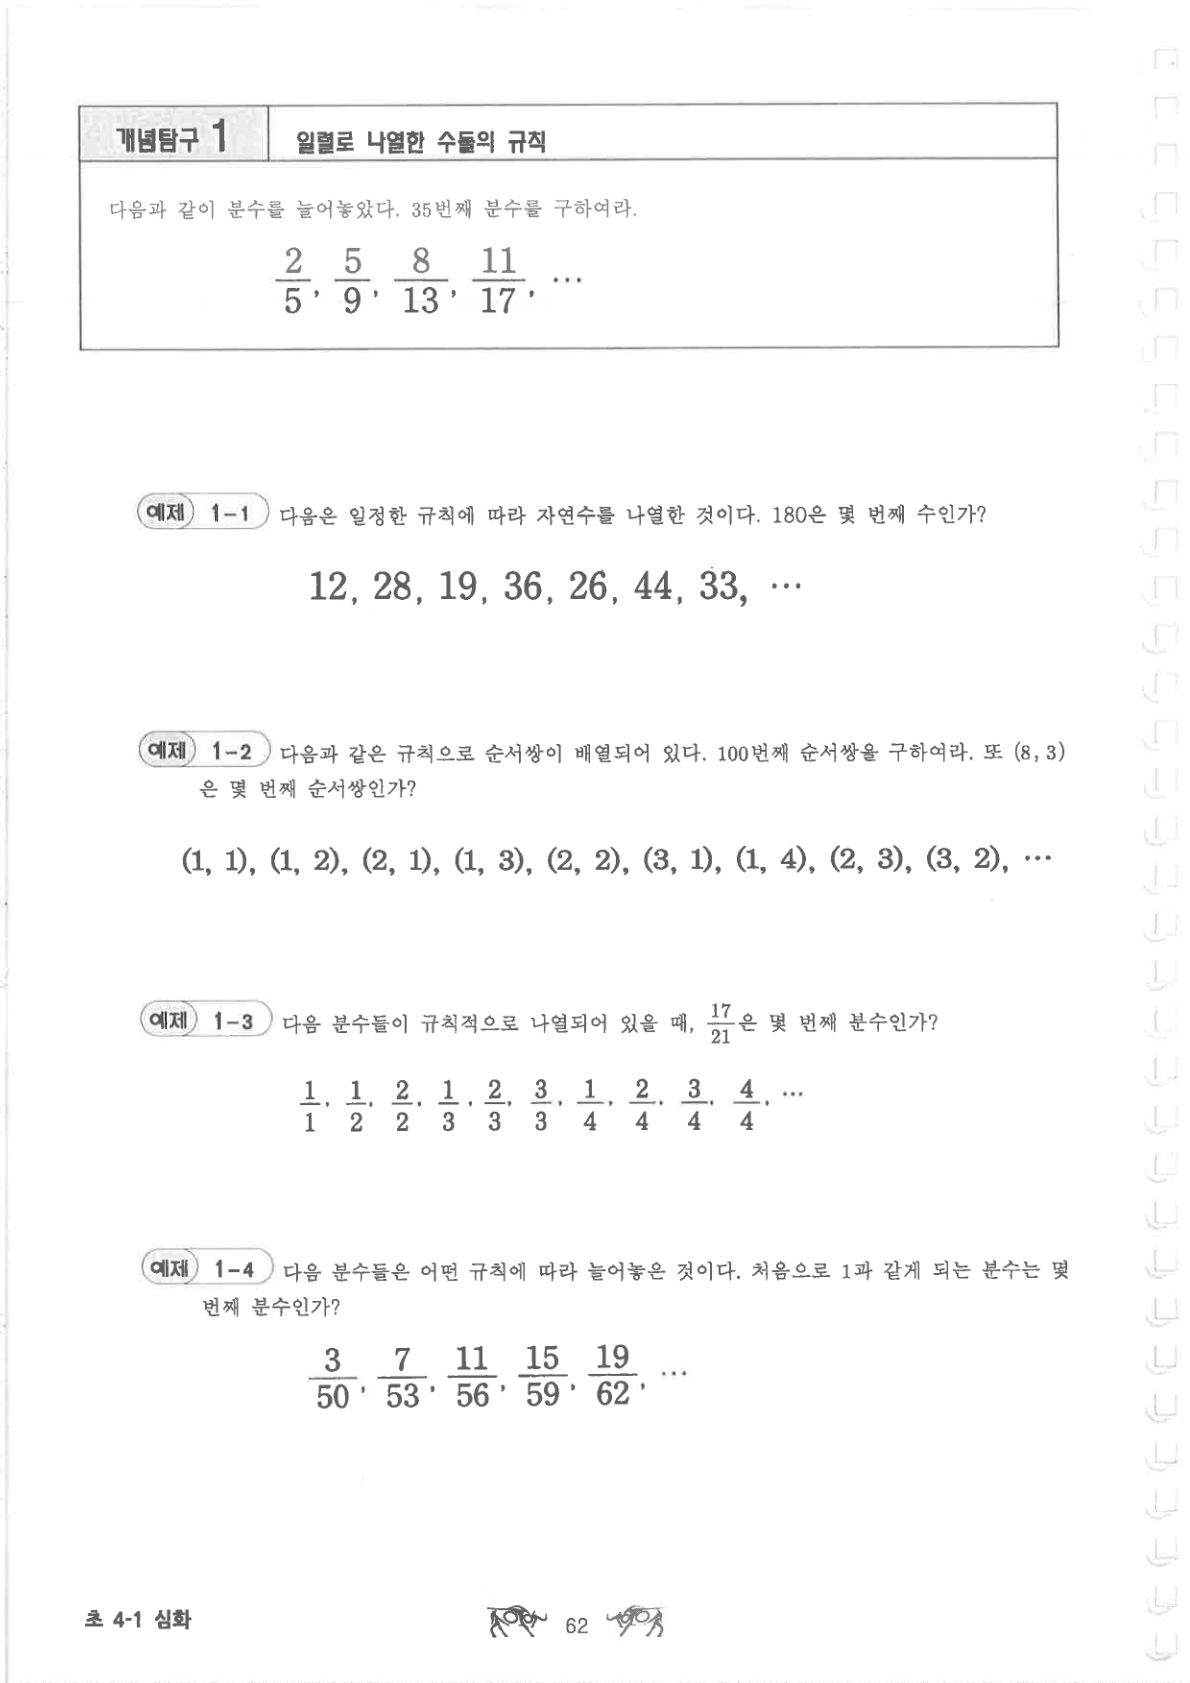 개념탐구 1 일렬로 나열한 수들의 규칙
다음과 같이 분수를 늘어놓았다. 35번째 분수를 구하여라.
2/5, 5/9, 8/13, 11/17, …
예제 1-1 다음은 일정한 규칙에 따라 자연수를 나열한 것이다. 180은 몇 번째 수인가?
12, 28, 19, 36, 26, 44, 33, …
예제 1-2 다음과 같은 규칙으로 순서쌍이 배열되어 있다. 100번째 순서쌍을 구하여라. 또 (8, 3)
은 몇 번째 순서쌍인가?
(1, 1), (1, 2), (2, 1), (1, 3), (2, 2), (3, 1), (1, 4), (2, 3), (3, 2), …
예제 1-3 다음 분수들이 규칙적으로 나열되어 있을 때, 17/21은 몇 번째 분수인가?
1/1, 1/2, 2/2, 1/3, 2/3, 3/3, 1/4, 2/4, 3/4, 4/4, …
예제 1-4 다음 분수들은 어떤 규칙에 따라 늘어놓은 것이다. 처음으로 1과 같게 되는 분수는 몇
번째 분수인가?
3/50, 7/53, 11/56, 15/59, 19/62, …
초 4-1 심화 62